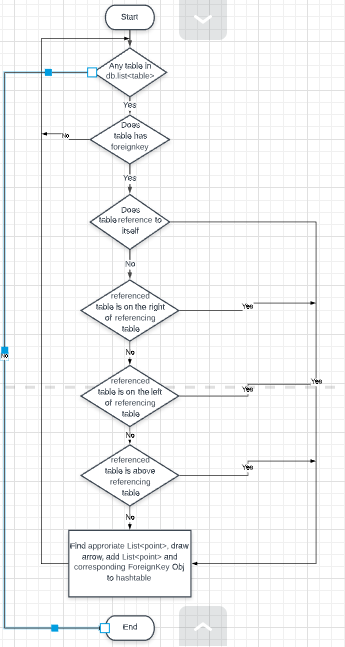 Start
Any table in
db.list<table>
Yes
Does
table has
foreignkey
No
Yes
Does
table reference to
itself
No
referenced
table is on the right
of referencing
table
Yes
No
No
referenced
table is on the left
of referencing
table
Yes
Yes
No
referenced
table is above
referencing
table
Yes
No
Find approriate List<point>, draw
arrow, add List<point> and
corresponding ForeignKey Obj
to hashtable
End